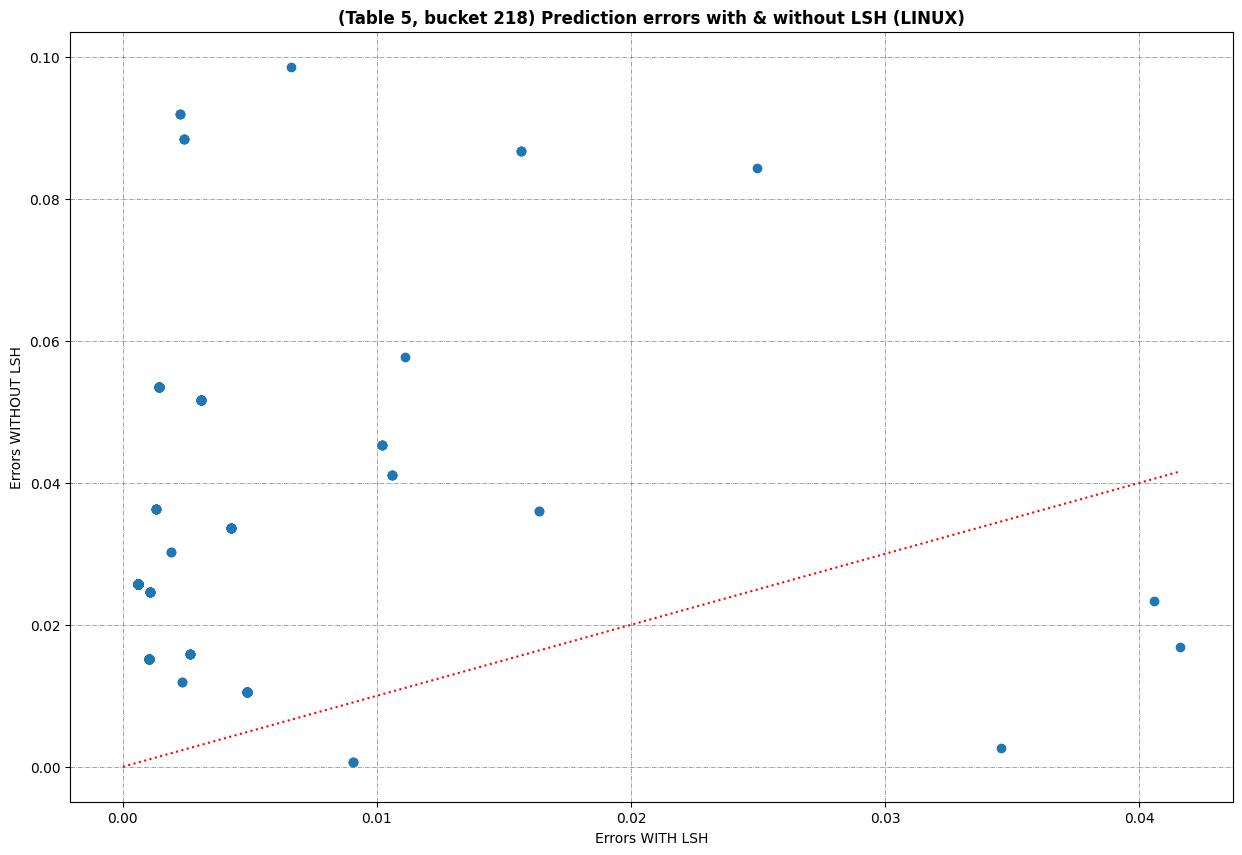 (Table 5, bucket 218) Prediction errors with & without LSH (LINUX)
0.10
0.08
0.06
0.04
0.02
0.00
Errors WITHOUT LSH
0.00 0.01 0.02 0.03 0.04
Errors WITH LSH